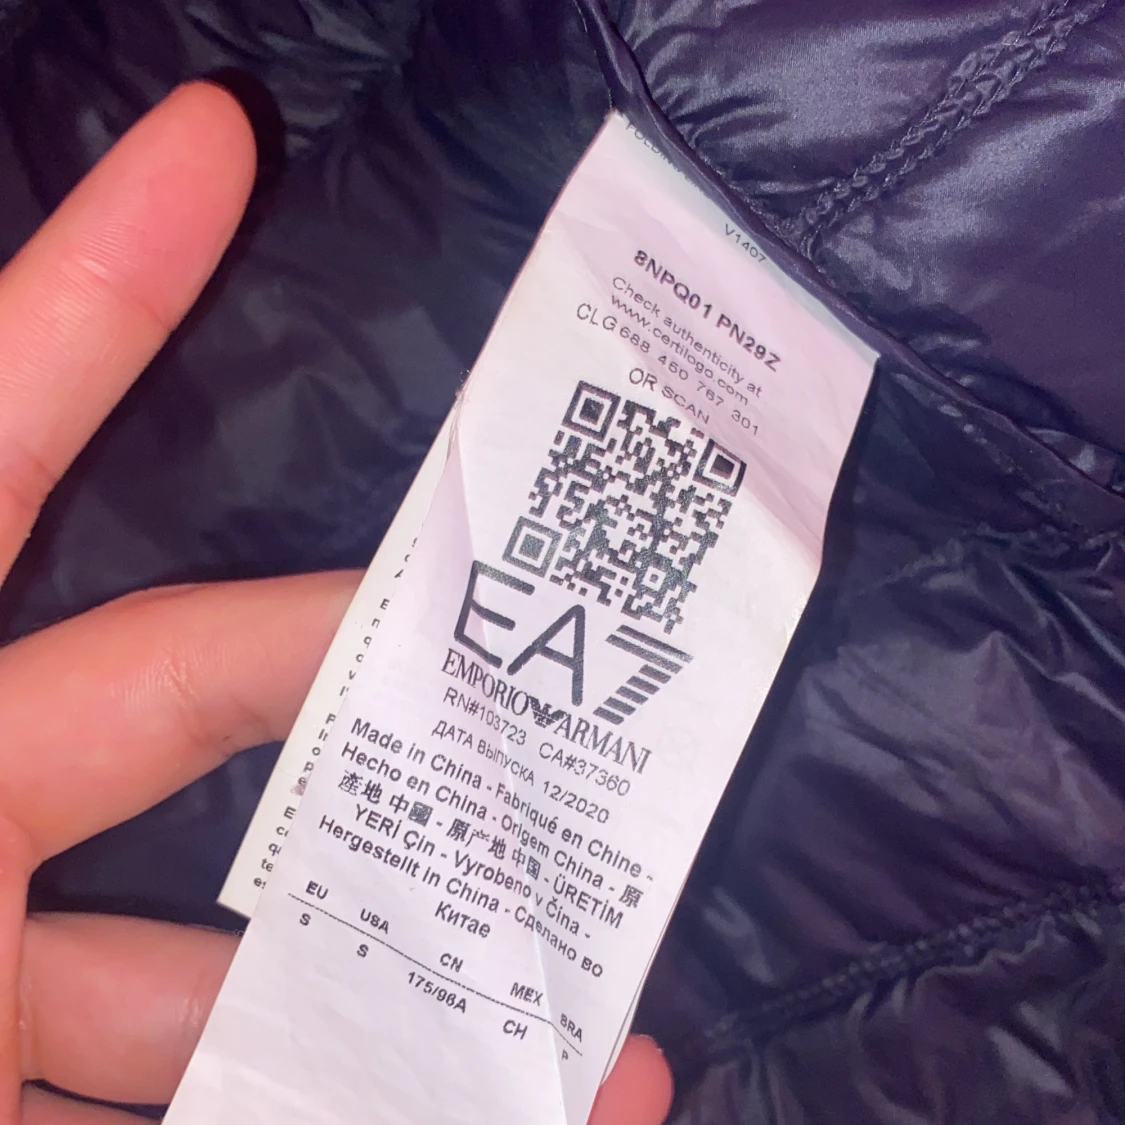 V1407
8NPQ01 PN29Z
Check authenticity at
www.certilogo.com
CLG 688 450 767 301
OR SCAN
EA7
EMPORIO ARMANI
RN#103723 CA#37360
ДАТА ВЫПУСКА 12/2020
Made in China - Fabriqué en Chine -
Hecho en China - Origem China - 原
產地 中國 - 原产地 中国 - ÜRETİM
YERİ Çin - Vyrobeno v Čína -
Hergestellt in China - Сделано во
Китае
EU USA CN MEX BRA
S S 175/96A CH P